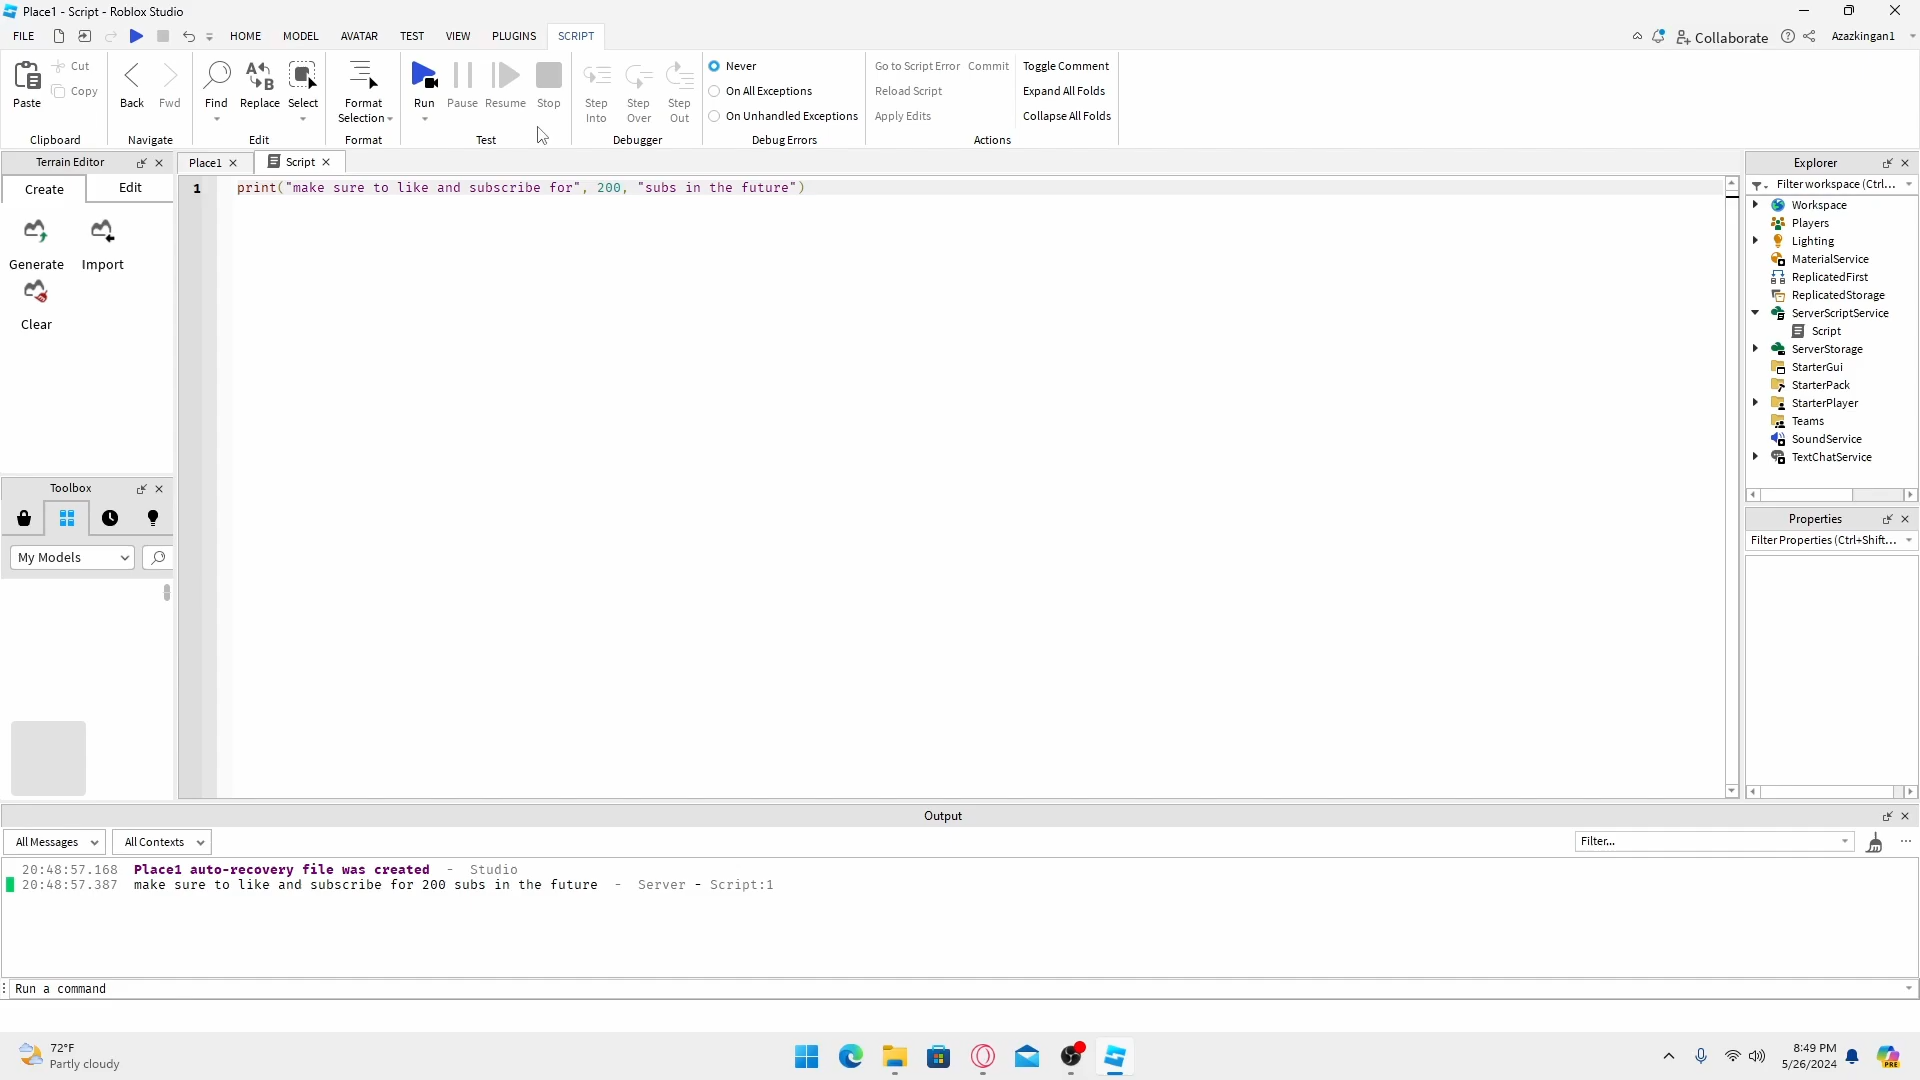 Place1 - Script - Roblox Studio
FILE HOME MODEL AVATAR TEST VIEW PLUGINS SCRIPT Collaborate Azazkingan1
Paste Cut Copy
Clipboard
Back Fwd
Navigate
Find Replace Select
Edit
Format Selection
Format
Run Pause Resume Stop
Test
Step Into Step Over Step Out
Debugger
Never
On All Exceptions
On Unhandled Exceptions
Debug Errors
Go to Script Error Commit Toggle Comment
Reload Script Expand All Folds
Apply Edits Collapse All Folds
Actions
Terrain Editor
Create Edit
Generate Import
Clear
Toolbox
My Models
Place1 Script
1 print("make sure to like and subscribe for", 200, "subs in the future")
Explorer
Filter workspace (Ctrl...
Workspace
Players
Lighting
MaterialService
ReplicatedFirst
ReplicatedStorage
ServerScriptService
Script
ServerStorage
StarterGui
StarterPack
StarterPlayer
Teams
SoundService
TextChatService
Properties
Filter Properties (Ctrl+Shift...
Output
All Messages All Contexts Filter...
20:48:57.168 Place1 auto-recovery file was created - Studio
20:48:57.387 make sure to like and subscribe for 200 subs in the future - Server - Script:1
Run a command
72°F
Partly cloudy
8:49 PM
5/26/2024
PRE